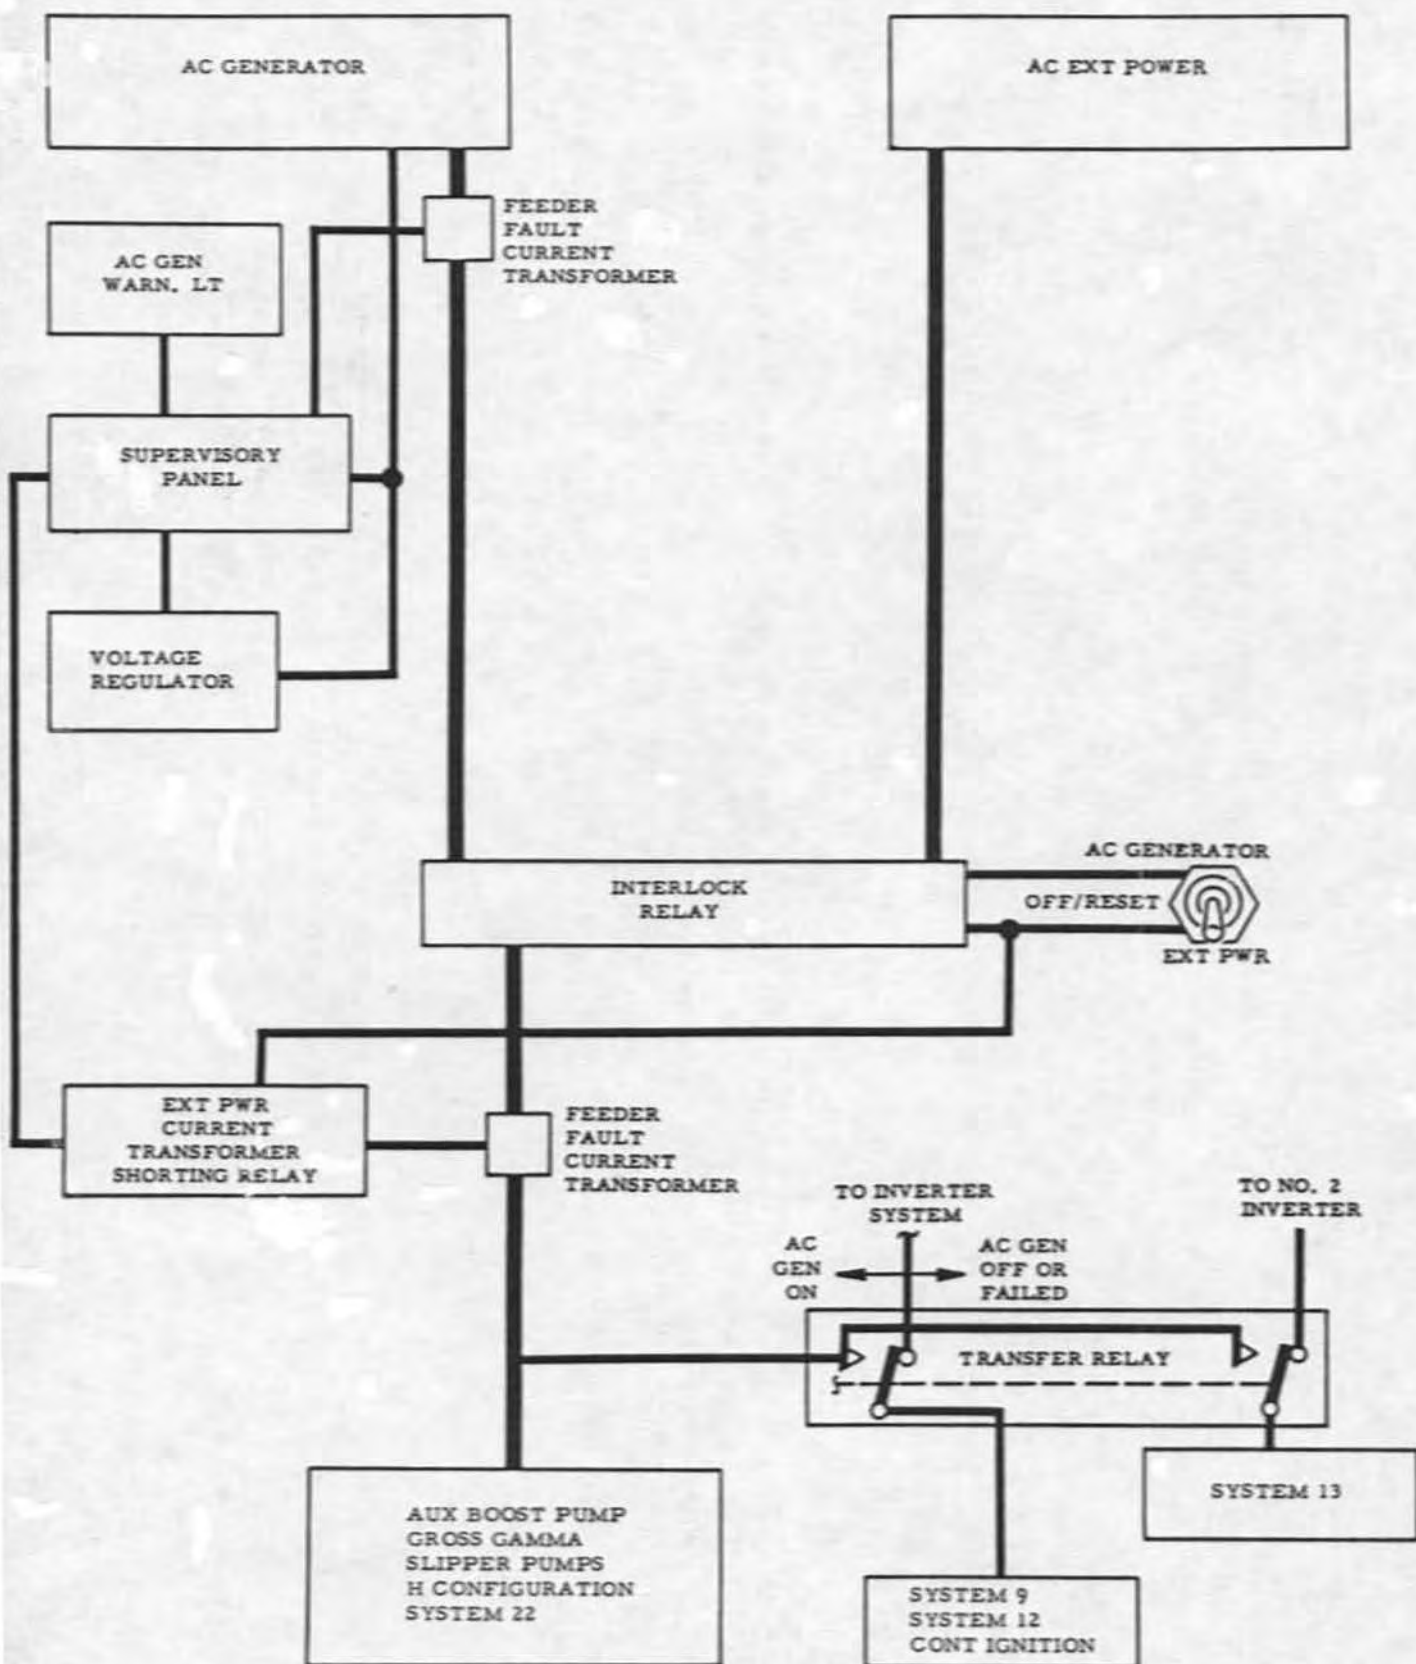 AC GENERATOR
AC EXT POWER
FEEDER
FAULT
CURRENT
TRANSFORMER
AC GEN
WARN. LT
SUPERVISORY
PANEL
VOLTAGE
REGULATOR
INTERLOCK
RELAY
AC GENERATOR
OFF/RESET
EXT PWR
EXT PWR
CURRENT
TRANSFORMER
SHORTING RELAY
FEEDER
FAULT
CURRENT
TRANSFORMER
TO INVERTER
SYSTEM
TO NO. 2
INVERTER
AC
GEN
ON
AC GEN
OFF OR
FAILED
TRANSFER RELAY
SYSTEM 13
AUX BOOST PUMP
GROSS GAMMA
SLIPPER PUMPS
H CONFIGURATION
SYSTEM 22
SYSTEM 9
SYSTEM 12
CONT IGNITION